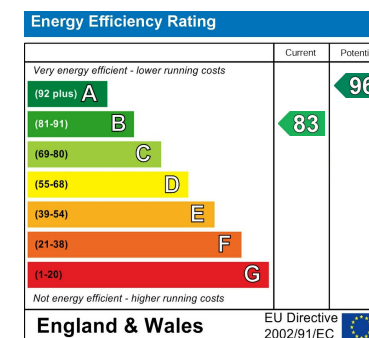 Energy Efficiency Rating
Current
Very energy efficient - lower running costs
(92 plus) A
96
(81-91) B
83
(69-80) C
(55-68) D
(39-54) E
(21-38) F
(1-20) G
Not energy efficient - higher running costs
England & Wales
EU Directive
2002/91/EC